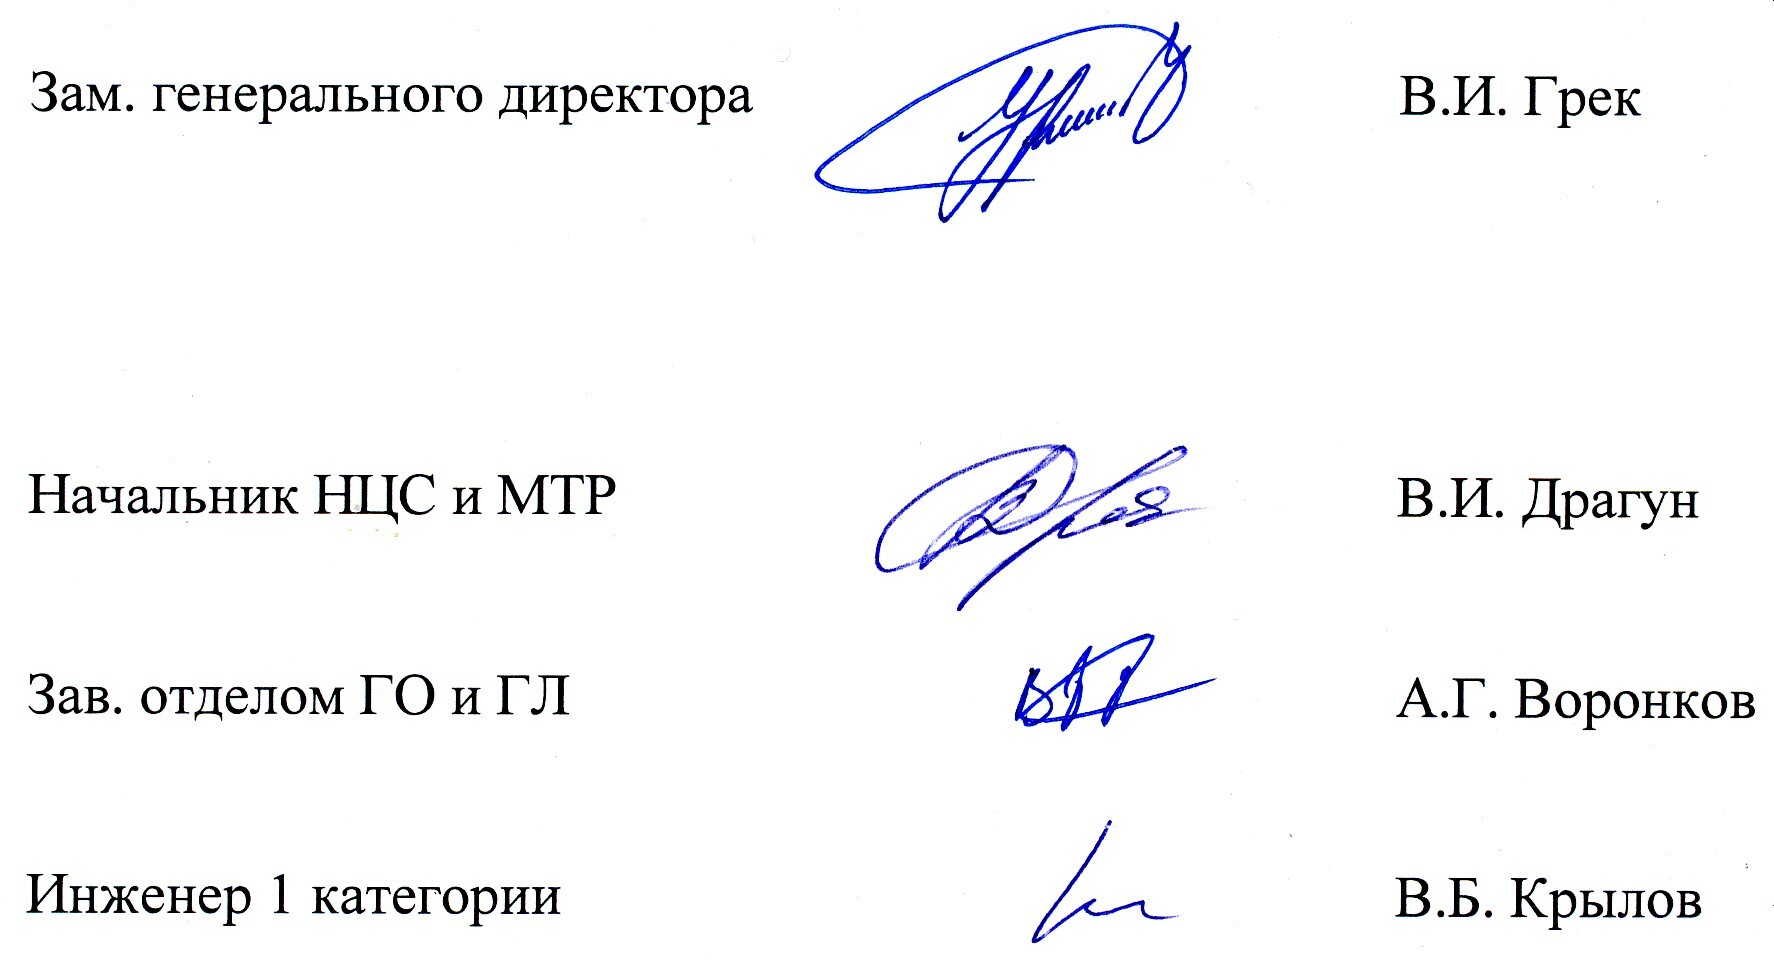 Зам. генерального директора В.И. Грек
Начальник НЦС и МТР В.И. Драгун
Зав. отделом ГО и ГЛ А.Г. Воронков
Инженер 1 категории В.Б. Крылов